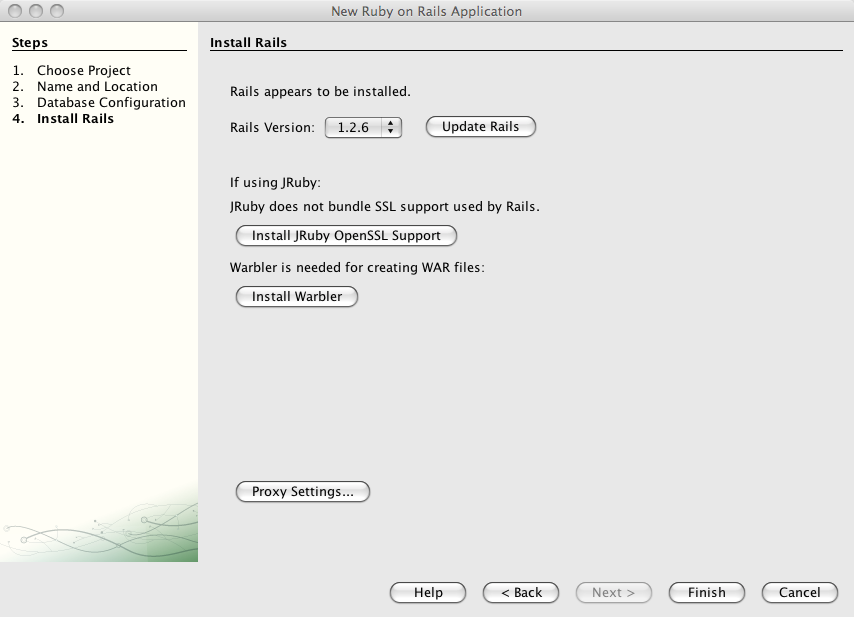 New Ruby on Rails Application
Steps
1. Choose Project
2. Name and Location
3. Database Configuration
4. Install Rails
Install Rails
Rails appears to be installed.
Rails Version: 1.2.6 Update Rails
If using JRuby:
JRuby does not bundle SSL support used by Rails.
Install JRuby OpenSSL Support
Warbler is needed for creating WAR files:
Install Warbler
Proxy Settings...
Help < Back Next > Finish Cancel